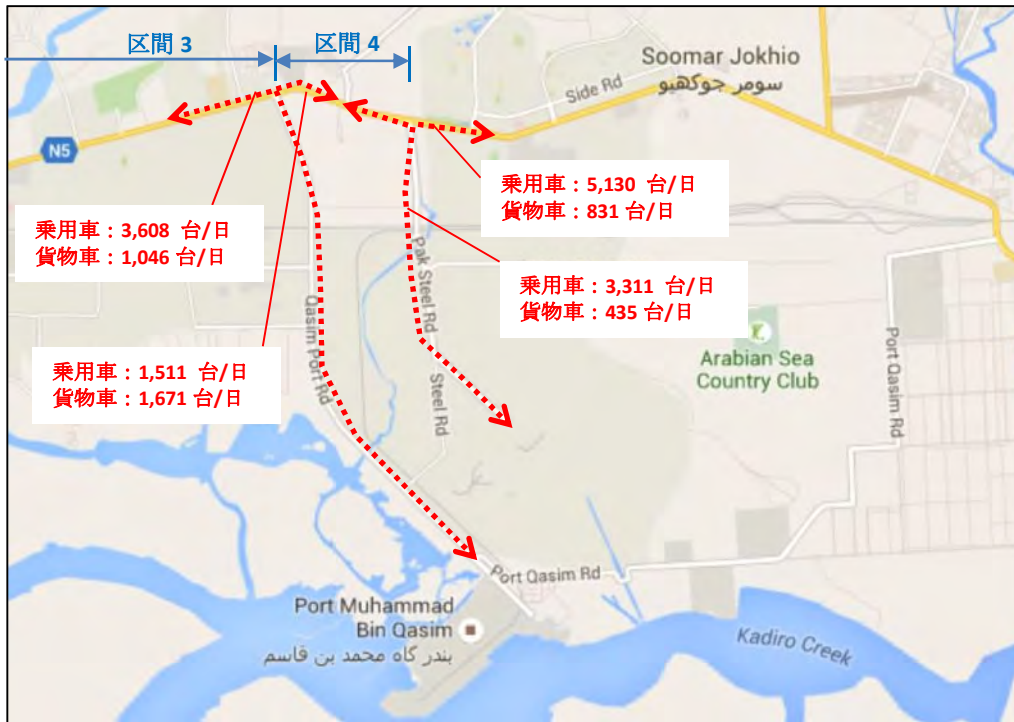 区間 3
区間 4
Soomar Jokhio
سومر جوکھیو
Side Rd
N5
乗用車：5,130 台/日
貨物車：831 台/日
乗用車：3,608 台/日
貨物車：1,046 台/日
Pak Steel Rd
乗用車：3,311 台/日
貨物車：435 台/日
Qasim Port Rd
Arabian Sea
Country Club
Port Qasim Rd
乗用車：1,511 台/日
貨物車：1,671 台/日
Steel Rd
Port Qasim Rd
Port Muhammad
Bin Qasim
بندر گاہ محمد بن قاسم
Kadiro Creek